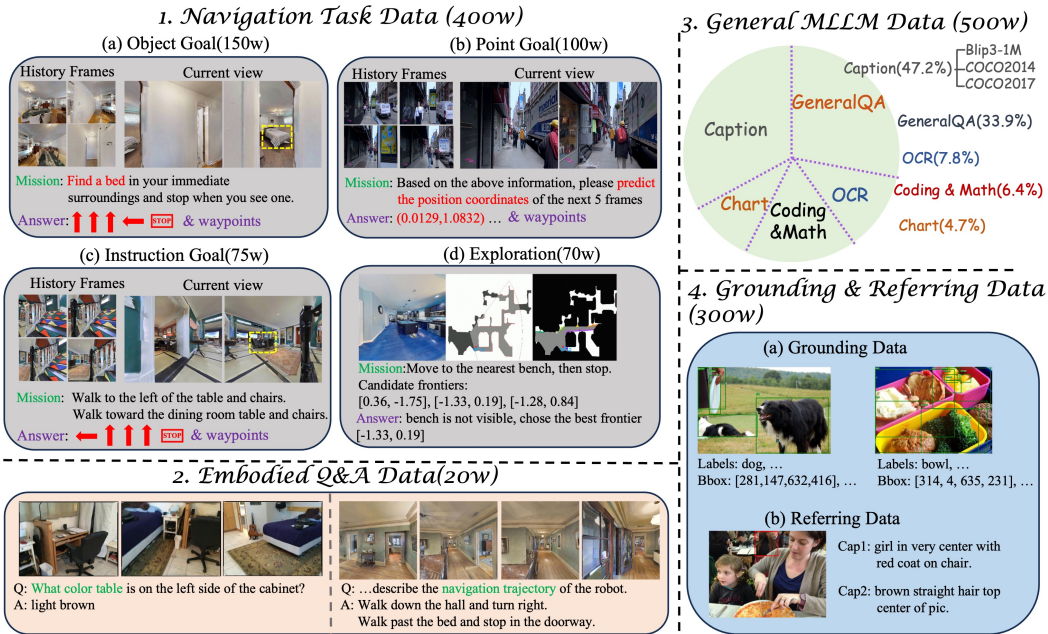 1. Navigation Task Data (400w)
(a) Object Goal(150w)
History Frames
Current view
Mission: Find a bed in your immediate
surroundings and stop when you see one.
Answer:
STOP
& waypoints
(b) Point Goal(100w)
History Frames
Current view
Mission: Based on the above information, please predict
the position coordinates of the next 5 frames
Answer: (0.0129,1.0832) … & waypoints
(c) Instruction Goal(75w)
History Frames
Current view
Mission: Walk to the left of the table and chairs.
Walk toward the dining room table and chairs.
Answer:
STOP
& waypoints
(d) Exploration(70w)
Mission:Move to the nearest bench, then stop.
Candidate frontiers:
[0.36, -1.75], [-1.33, 0.19], [-1.28, 0.84]
Answer: bench is not visible, chose the best frontier
[-1.33, 0.19]
2. Embodied Q&A Data(20w)
Q: What color table is on the left side of the cabinet?
A: light brown
Q: …describe the navigation trajectory of the robot.
A: Walk down the hall and turn right.
Walk past the bed and stop in the doorway.
3. General MLLM Data (500w)
Caption
GeneralQA
Chart
Coding
&Math
OCR
Caption(47.2%)
Blip3-1M
COCO2014
COCO2017
GeneralQA(33.9%)
OCR(7.8%)
Coding & Math(6.4%)
Chart(4.7%)
4. Grounding & Referring Data
(300w)
(a) Grounding Data
Labels: dog, …
Bbox: [281,147,632,416], …
Labels: bowl, …
Bbox: [314, 4, 635, 231], …
(b) Referring Data
Cap1: girl in very center with
red coat on chair.
Cap2: brown straight hair top
center of pic.